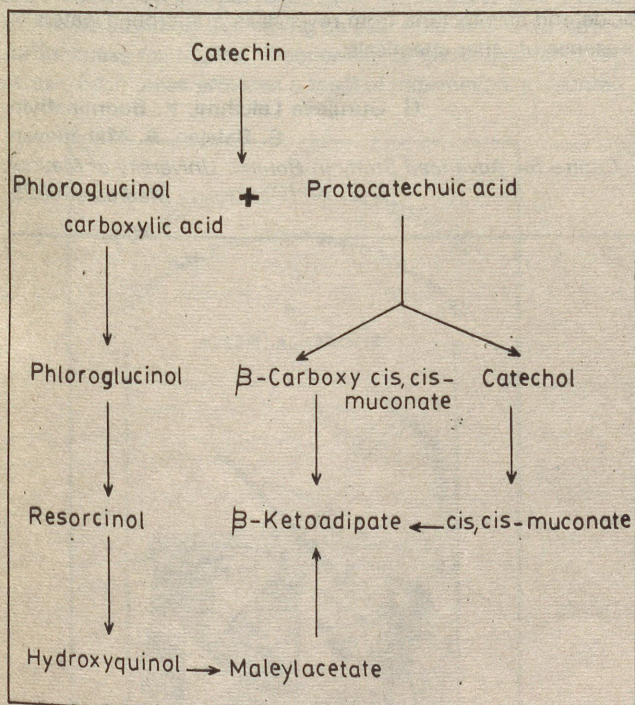 Catechin
Phloroglucinol
carboxylic acid
+
Protocatechuic acid
Phloroglucinol
β-Carboxy cis,cis-
muconate
Catechol
Resorcinol
β-Ketoadipate
cis,cis-muconate
Hydroxyquinol
Maleylacetate